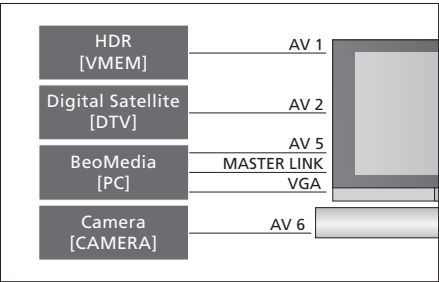 HDR
[VMEM]
AV 1
Digital Satellite
[DTV]
AV 2
BeoMedia
[PC]
AV 5
MASTER LINK
VGA
Camera
[CAMERA]
AV 6